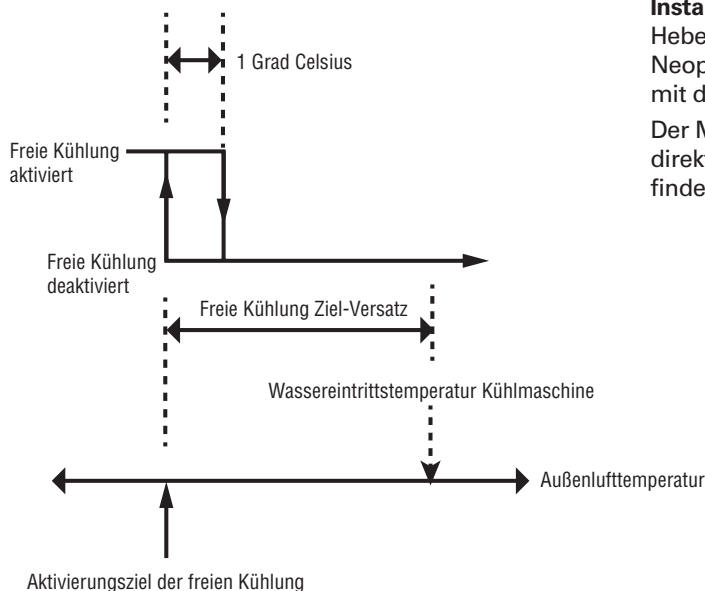 Insta
Hebe
Neop
mit d
Der M
direkt
finde
1 Grad Celsius
Freie Kühlung
aktiviert
Freie Kühlung
deaktiviert
Freie Kühlung Ziel-Versatz
Wassereintrittstemperatur Kühlmaschine
Außenlufttemperatur
Aktivierungsziel der freien Kühlung